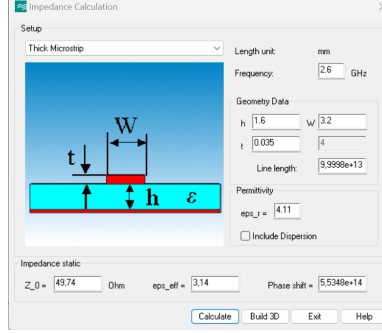 Impedance Calculation
Setup
Thick Microstrip
Length unit: mm
Frequency: 2.6 GHz
Geometry Data
h 1.6 W 3.2
t 0.035 4
Line length: 9,9998e+13
Permittivity
eps_r = 4.11
Include Dispersion
W
t
h ε
Impedance static
Z_0 = 49,74 Ohm eps_eff = 3,14 Phase shift = 5,5348e+14
Calculate Build 3D Exit Help